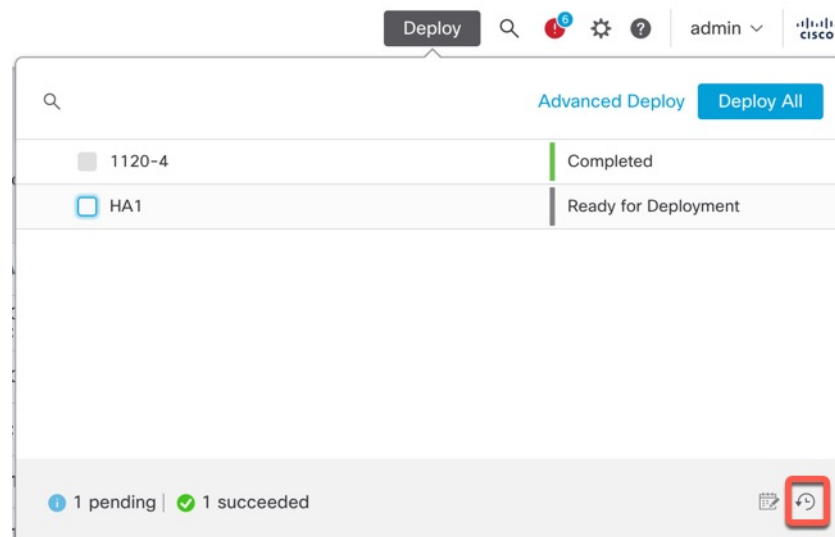 Deploy 6 admin cisco
Advanced Deploy Deploy All
1120-4 Completed
HA1 Ready for Deployment
1 pending 1 succeeded